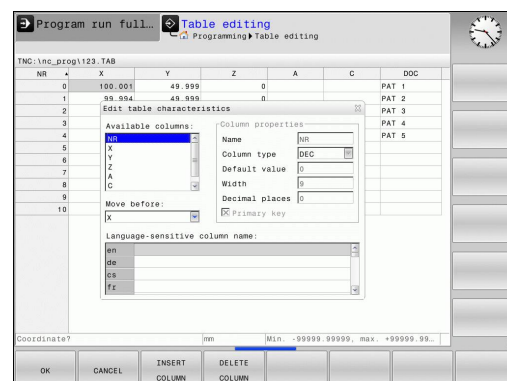 Program run full… Table editing
Programming▶Table editing
TNC:\nc_prog\123.TAB
NR X Y Z A C DOC
0 100.001 49.999 0 PAT 1
1 99.994 49.999 0 PAT 2
2 PAT 3
3 PAT 4
4 PAT 5
5
6
7
8
9
10
Edit table characteristics
Available columns:
NR
X
Y
Z
A
C
Move before:
X
Column properties
Name NR
Column type DEC
Default value 0
Width 9
Decimal places 0
Primary key
Language-sensitive column name:
en
de
cs
fr
Coordinate? mm Min. -99999.99999, max. +99999.99…
OK CANCEL INSERT COLUMN DELETE COLUMN